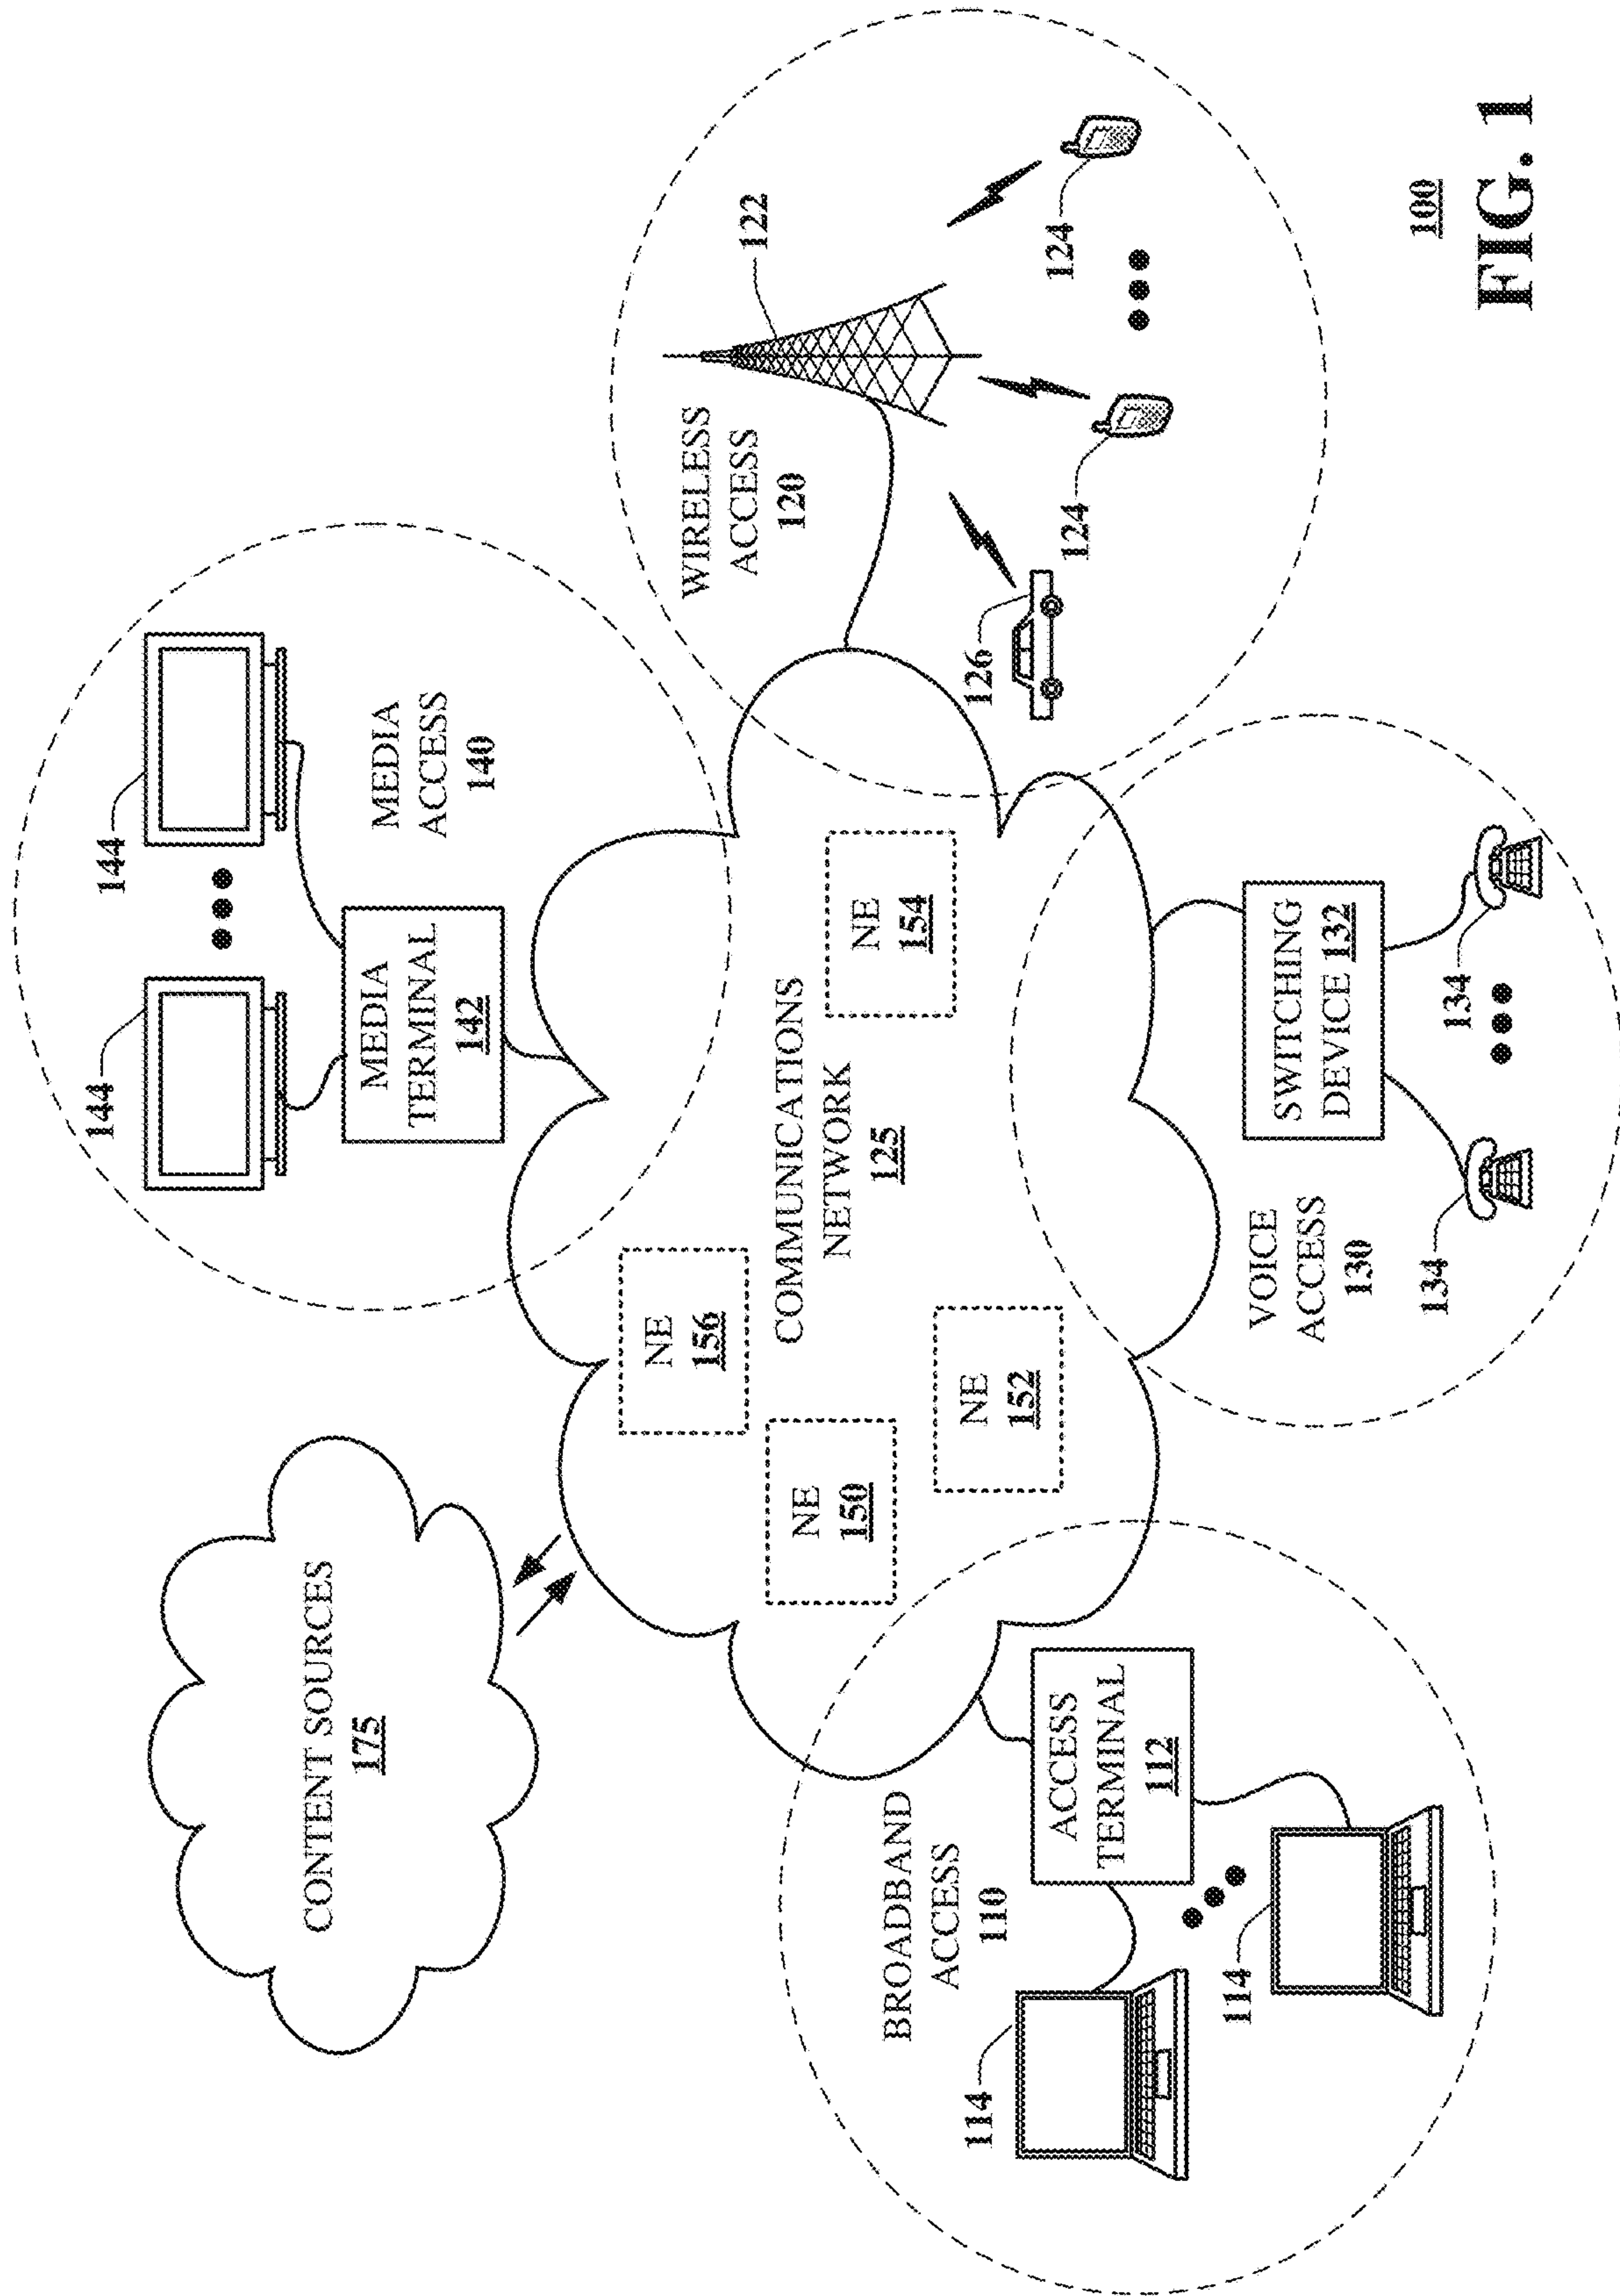 CONTENT SOURCES
175
144
144
MEDIA
TERMINAL
142
MEDIA
ACCESS
140
NE
156
NE
150
NE
152
COMMUNICATIONS
NETWORK
125
NE
154
WIRELESS
ACCESS
120
122
126
124
124
BROADBAND
ACCESS
110
ACCESS
TERMINAL
112
114
114
VOICE
ACCESS
130
SWITCHING
DEVICE 132
134
134
100
FIG. 1